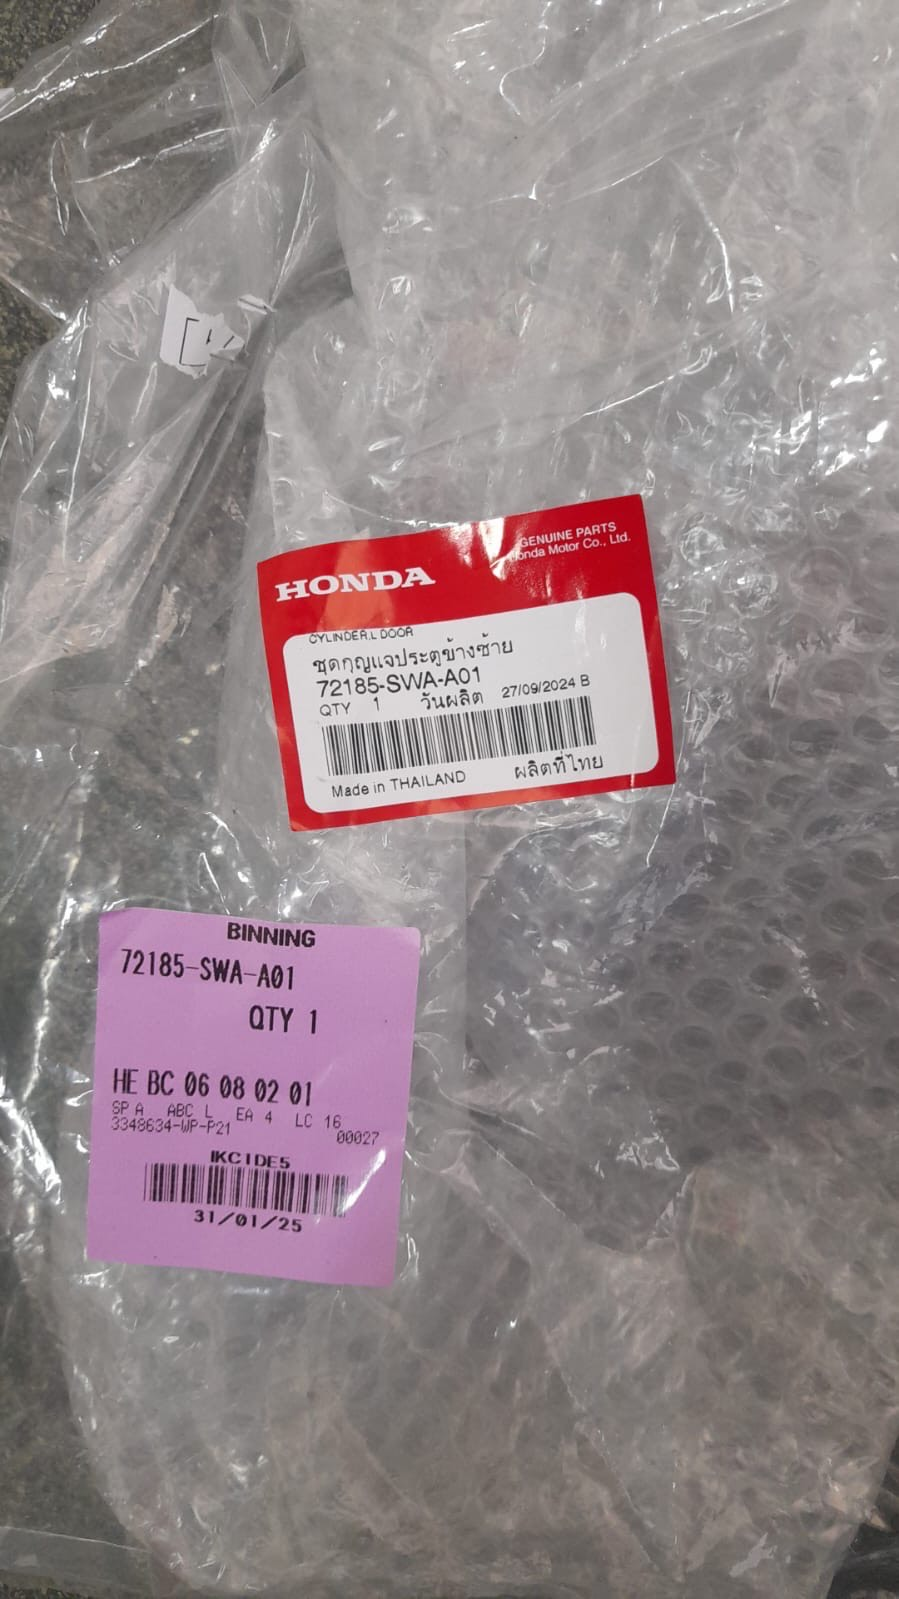 HONDA
GENUINE PARTS
Honda Motor Co., Ltd.
CYLINDER,L DOOR
ชุดกุญแจประตูข้างซ้าย
72185-SWA-A01
QTY 1 วันผลิต 27/09/2024 B
Made in THAILAND ผลิตที่ไทย
BINNING
72185-SWA-A01
QTY 1
HE BC 06 08 02 01
SP A ABC L EA 4 LC 16
3348634-WP-P21 00027
IKCIDE5
31/01/25